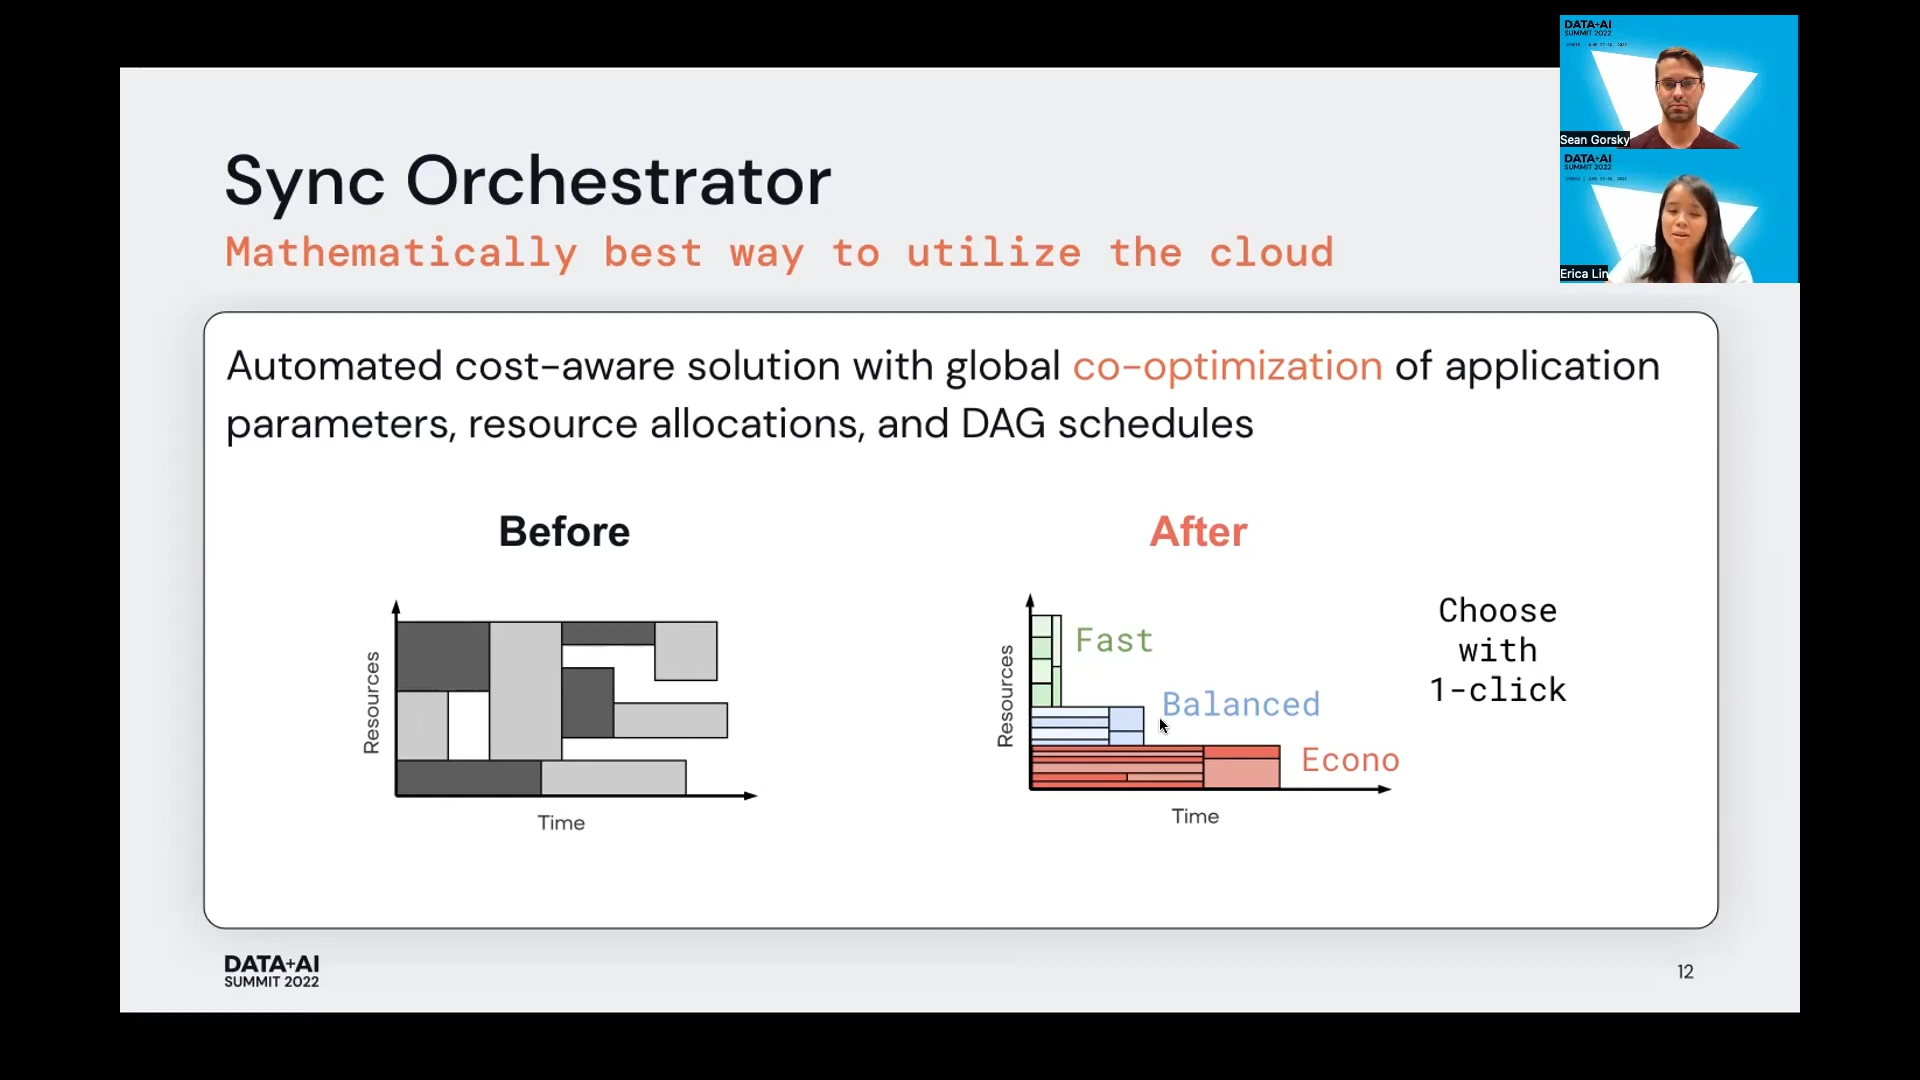 DATA+AI
SUMMIT 2022
Sean Gorsky
DATA+AI
SUMMIT 2022
Erica Lin
Sync Orchestrator
Mathematically best way to utilize the cloud
Automated cost-aware solution with global co-optimization of application
parameters, resource allocations, and DAG schedules
Before
Resources
Time
After
Resources
Fast
Balanced
Econo
Time
Choose
with
1-click
DATA+AI
SUMMIT 2022
12